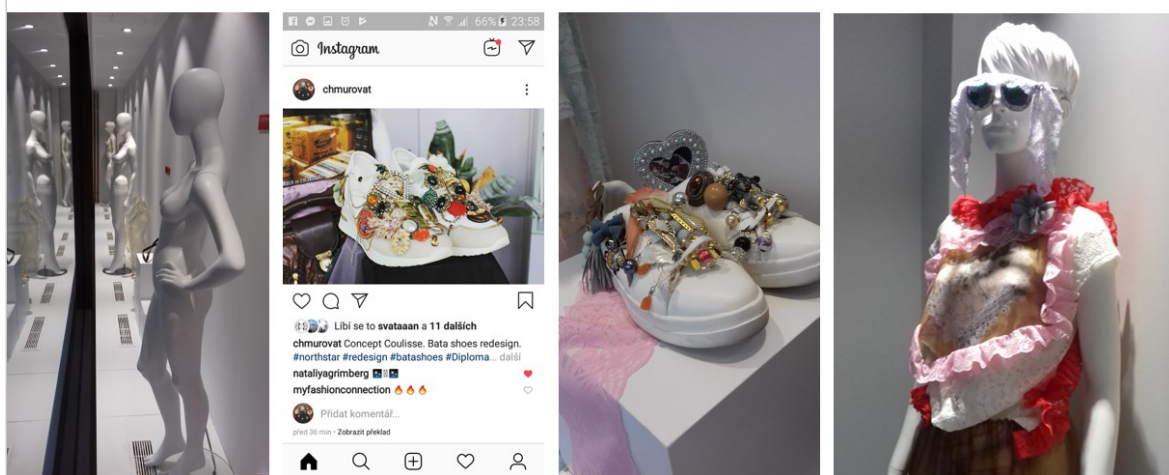 66% 23:58
Instagram
chmurovat
Líbí se to svataaan a 11 dalších
chmurovat Concept Coulisse. Bata shoes redesign.
#northstar #redesign #batashoes #Diploma... další
nataliyagrimberg
myfashionconnection 🔥🔥🔥
Přidat komentář...
před 36 min • Zobrazit překlad